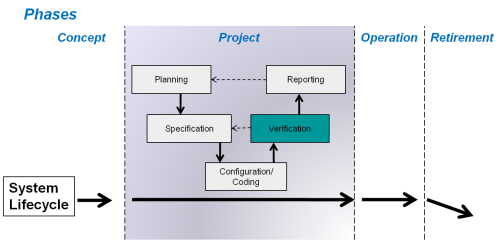 Phases
Concept
Project
Operation
Retirement
Planning
Reporting
Specification
Verification
Configuration/
Coding
System
Lifecycle